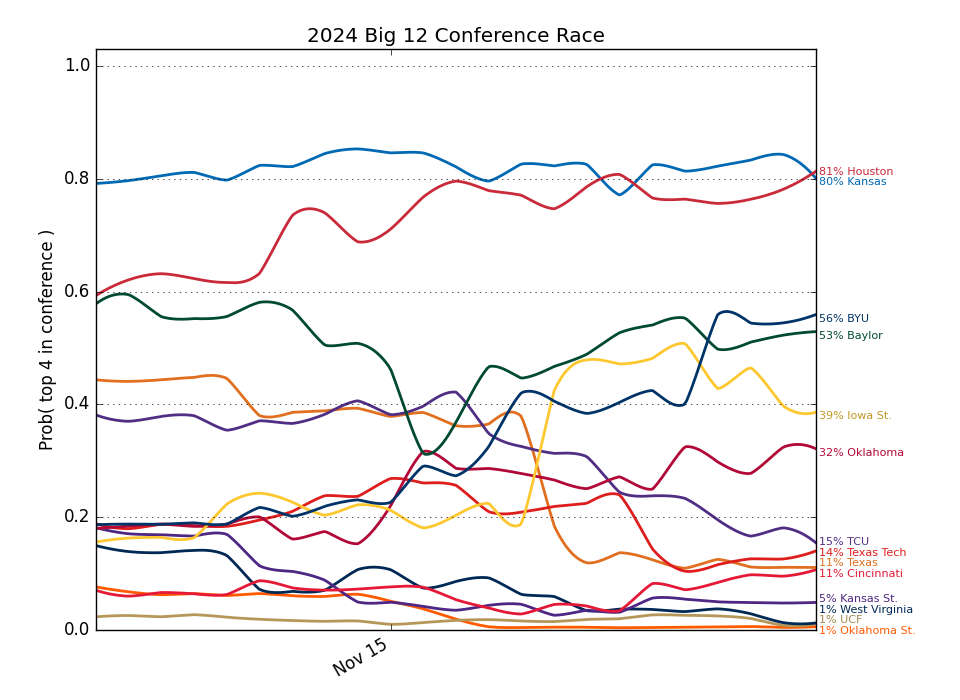 2024 Big 12 Conference Race
Prob( top 4 in conference )
1.0
0.8
0.6
0.4
0.2
0.0
Nov 15
81% Houston
80% Kansas
56% BYU
53% Baylor
39% Iowa St.
32% Oklahoma
15% TCU
14% Texas Tech
11% Texas
11% Cincinnati
5% Kansas St.
1% West Virginia
1% UCF
1% Oklahoma St.